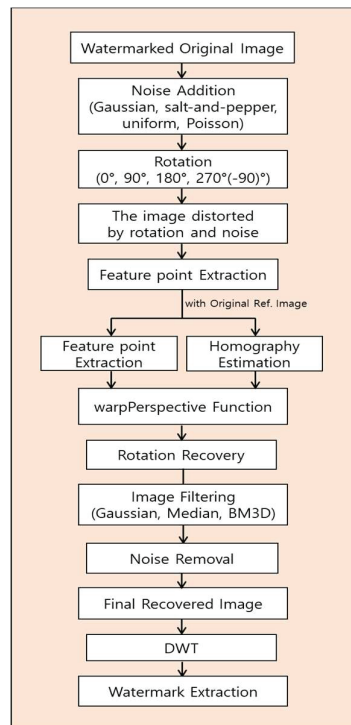 Watermarked Original Image
Noise Addition
(Gaussian, salt-and-pepper,
uniform, Poisson)
Rotation
(0°, 90°, 180°, 270°(-90)°)
The image distorted
by rotation and noise
Feature point Extraction
with Original Ref. Image
Feature point
Extraction
Homography
Estimation
warpPerspective Function
Rotation Recovery
Image Filtering
(Gaussian, Median, BM3D)
Noise Removal
Final Recovered Image
DWT
Watermark Extraction